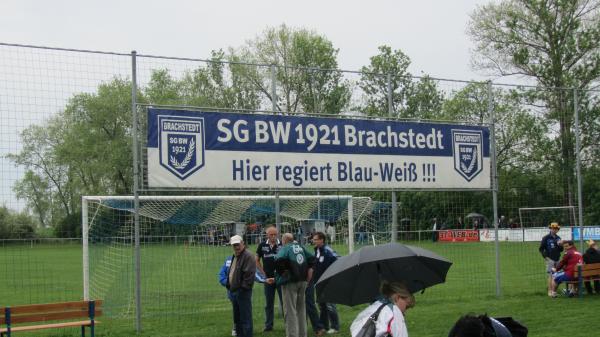 BRACHSTEDT
SG BW
1921
SG BW 1921 Brachstedt
Hier regiert Blau-Weiß !!!
BRACHSTEDT
SG BW
1921